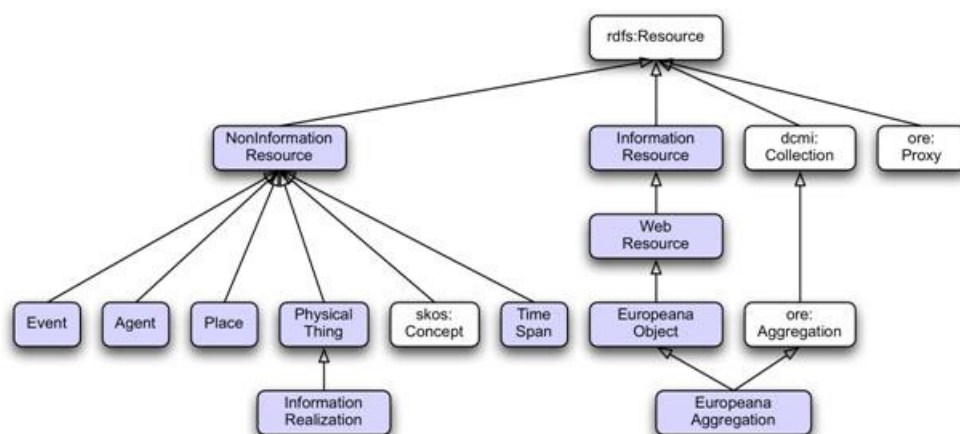 rdfs:Resource
NonInformation
Resource
Information
Resource
dcmi:
Collection
ore:
Proxy
Web
Resource
Event
Agent
Place
Physical
Thing
skos:
Concept
Time
Span
Europeana
Object
ore:
Aggregation
Information
Realization
Europeana
Aggregation